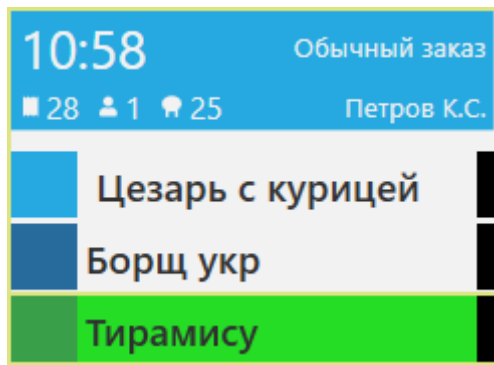 10:58
Обычный заказ
28 1 25
Петров К.С.
Цезарь с курицей
Борщ укр
Тирамису